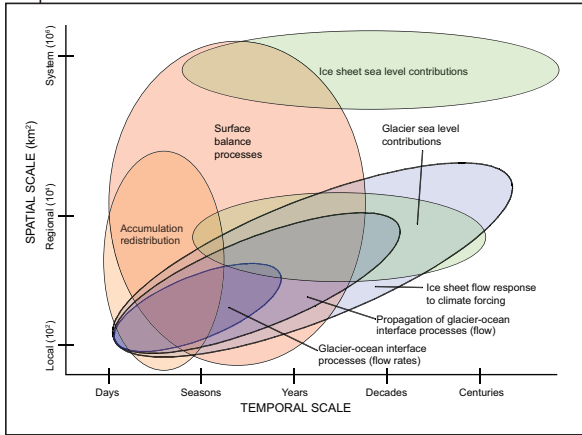 SPATIAL SCALE (km²)
System (10⁶)
Regional (10⁴)
Local (10²)
Ice sheet sea level contributions
Surface
balance
processes
Glacier sea level
contributions
Accumulation
redistribution
Ice sheet flow response
to climate forcing
Propagation of glacier-ocean
interface processes (flow)
Glacier-ocean interface
processes (flow rates)
Days
Seasons
Years
Decades
Centuries
TEMPORAL SCALE